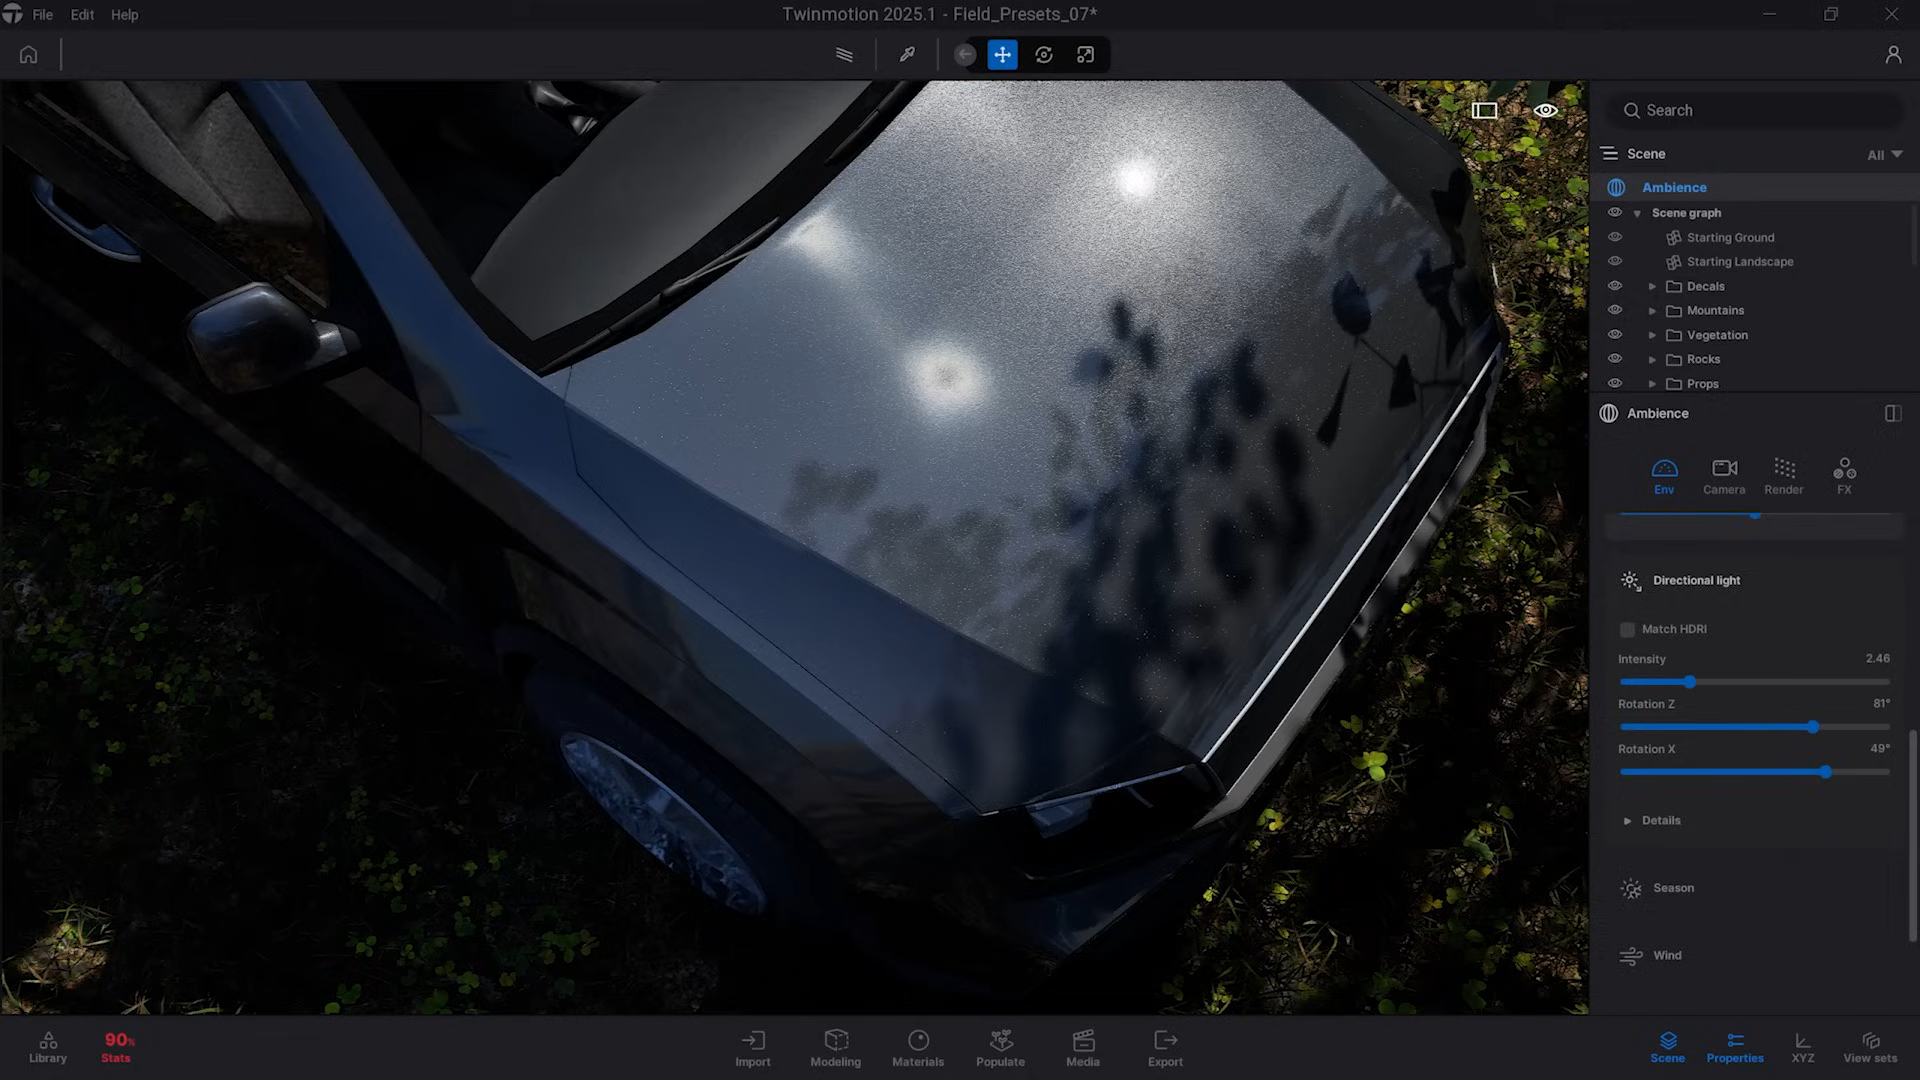 File Edit Help
Twinmotion 2025.1 - Field_Presets_07*
Search
Scene
All
Ambience
Scene graph
Starting Ground
Starting Landscape
Decals
Mountains
Vegetation
Rocks
Props
Ambience
Env Camera Render FX
Directional light
Match HDRI
Intensity 2.46
Rotation Z 81°
Rotation X 49°
Details
Season
Wind
Library
90%
Stats
Import Modeling Materials Populate Media Export
Scene Properties XYZ View sets